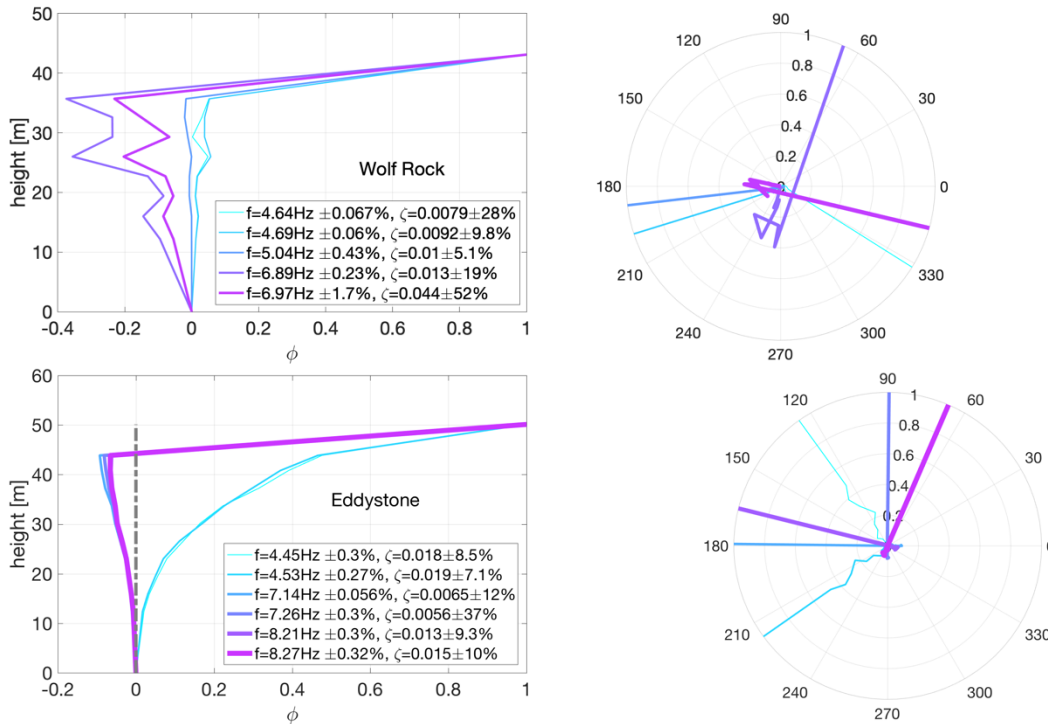 50
40
30
20
10
0
height [m]
Wolf Rock
f=4.64Hz ±0.067%, ζ=0.0079±28%
f=4.69Hz ±0.06%, ζ=0.0092±9.8%
f=5.04Hz ±0.43%, ζ=0.01±5.1%
f=6.89Hz ±0.23%, ζ=0.013±19%
f=6.97Hz ±1.7%, ζ=0.044±52%
-0.4 -0.2 0 0.2 0.4 0.6 0.8 1
ϕ
90
120 1 60
0.8
150 0.6 30
0.4
0.2
180 0 0
210 330
240 300
270
60
50
40
30
20
10
0
height [m]
Eddystone
f=4.45Hz ±0.3%, ζ=0.018±8.5%
f=4.53Hz ±0.27%, ζ=0.019±7.1%
f=7.14Hz ±0.056%, ζ=0.0065±12%
f=7.26Hz ±0.3%, ζ=0.0056±37%
f=8.21Hz ±0.3%, ζ=0.013±9.3%
f=8.27Hz ±0.32%, ζ=0.015±10%
-0.2 0 0.2 0.4 0.6 0.8 1
ϕ
90
120 1 60
0.8
150 0.6 30
0.4
0.2
180
210 330
240 300
270